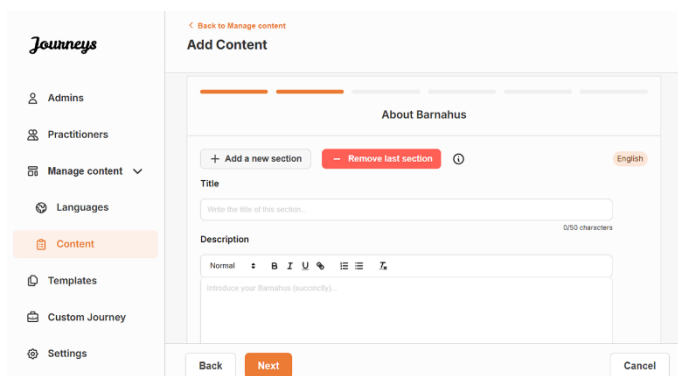 Journeys
Admins
Practitioners
Manage content
Languages
Content
Templates
Custom Journey
Settings
< Back to Manage content
Add Content
About Barnahus
+ Add a new section
− Remove last section
English
Title
Write the title of this section...
0/50 characters
Description
Normal B I U
Introduce your Barnahus (succinctly)...
Back
Next
Cancel